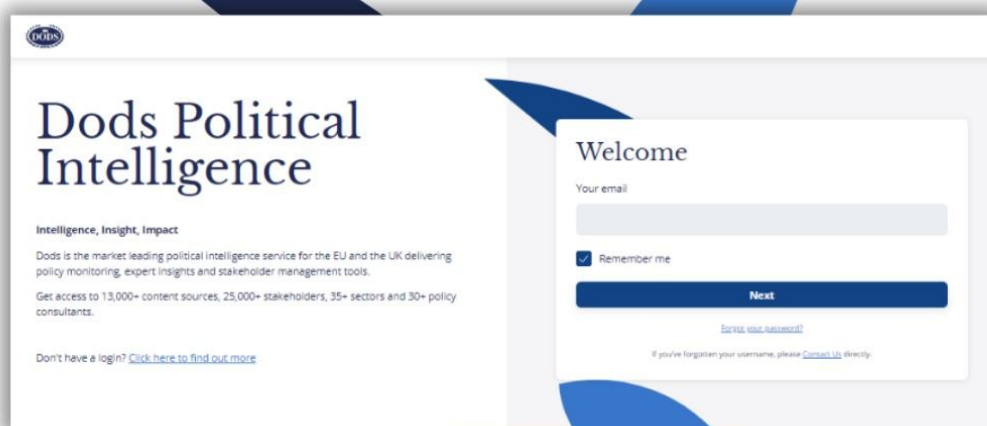 DODS
Dods Political
Intelligence
Intelligence, Insight, Impact
Dods is the market leading political intelligence service for the EU and the UK delivering
policy monitoring, expert insights and stakeholder management tools.
Get access to 13,000+ content sources, 25,000+ stakeholders, 35+ sectors and 30+ policy
consultants.
Don't have a login? Click here to find out more
Welcome
Your email
Remember me
Next
Forgot your password?
If you've forgotten your username, please Contact Us directly.